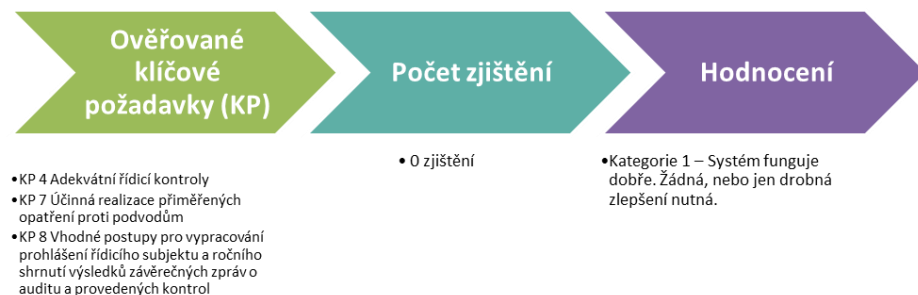 Ověřované
klíčové
požadavky (KP)
Počet zjištění
Hodnocení
•KP 4 Adekvátní řídicí kontroly
•KP 7 Účinná realizace přiměřených
opatření proti podvodům
•KP 8 Vhodné postupy pro vypracování
prohlášení řídicího subjektu a ročního
shrnutí výsledků závěrečných zpráv o
auditu a provedených kontrol
• 0 zjištění
•Kategorie 1 – Systém funguje
dobře. Žádná, nebo jen drobná
zlepšení nutná.